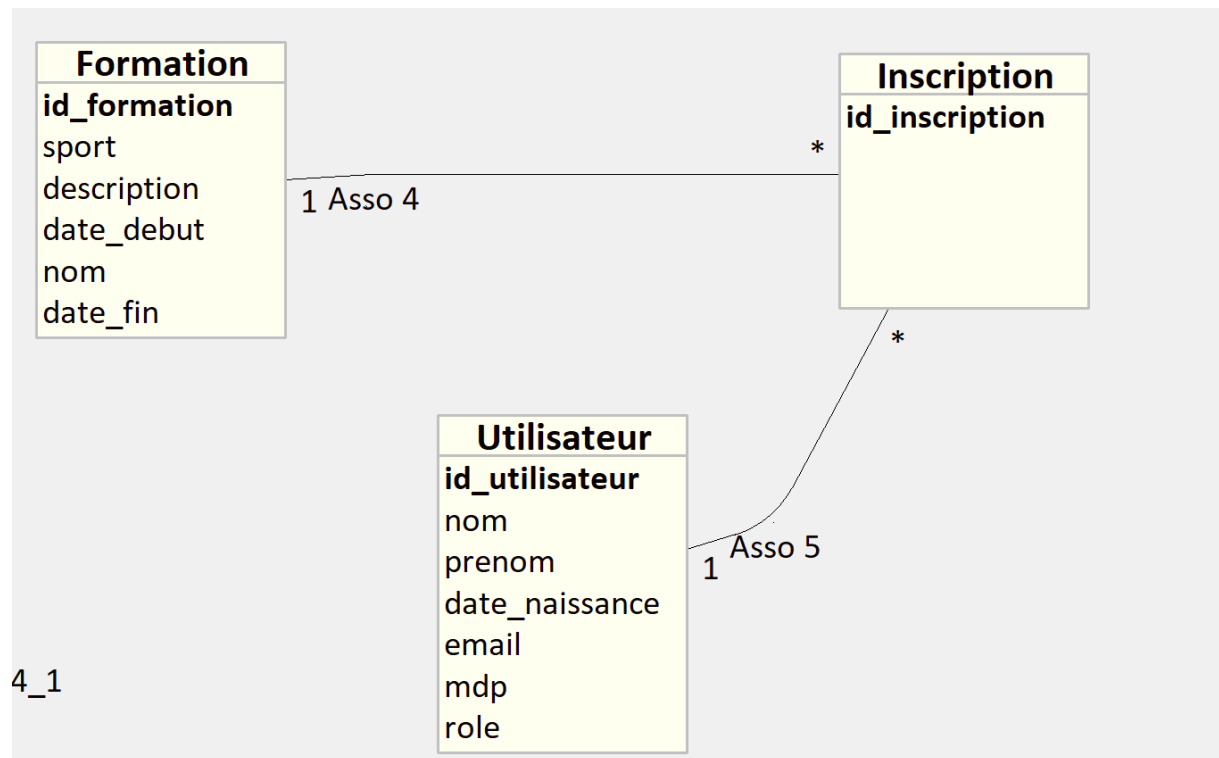 Formation
id_formation
sport
description
date_debut
nom
date_fin
Inscription
id_inscription
*
1 Asso 4
*
Utilisateur
id_utilisateur
nom
prenom
date_naissance
email
mdp
role
1 Asso 5
4_1